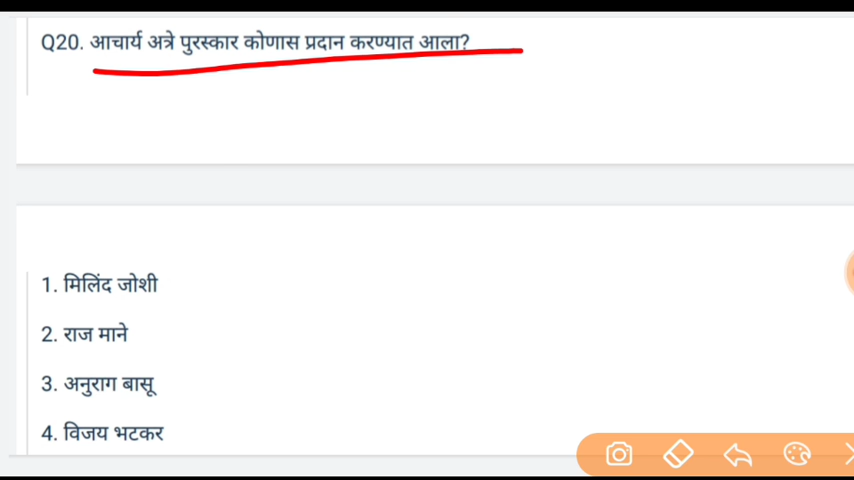 Q20. आचार्य अत्रे पुरस्कार कोणास प्रदान करण्यात आला?
1. मिलिंद जोशी
2. राज माने
3. अनुराग बासू
4. विजय भटकर